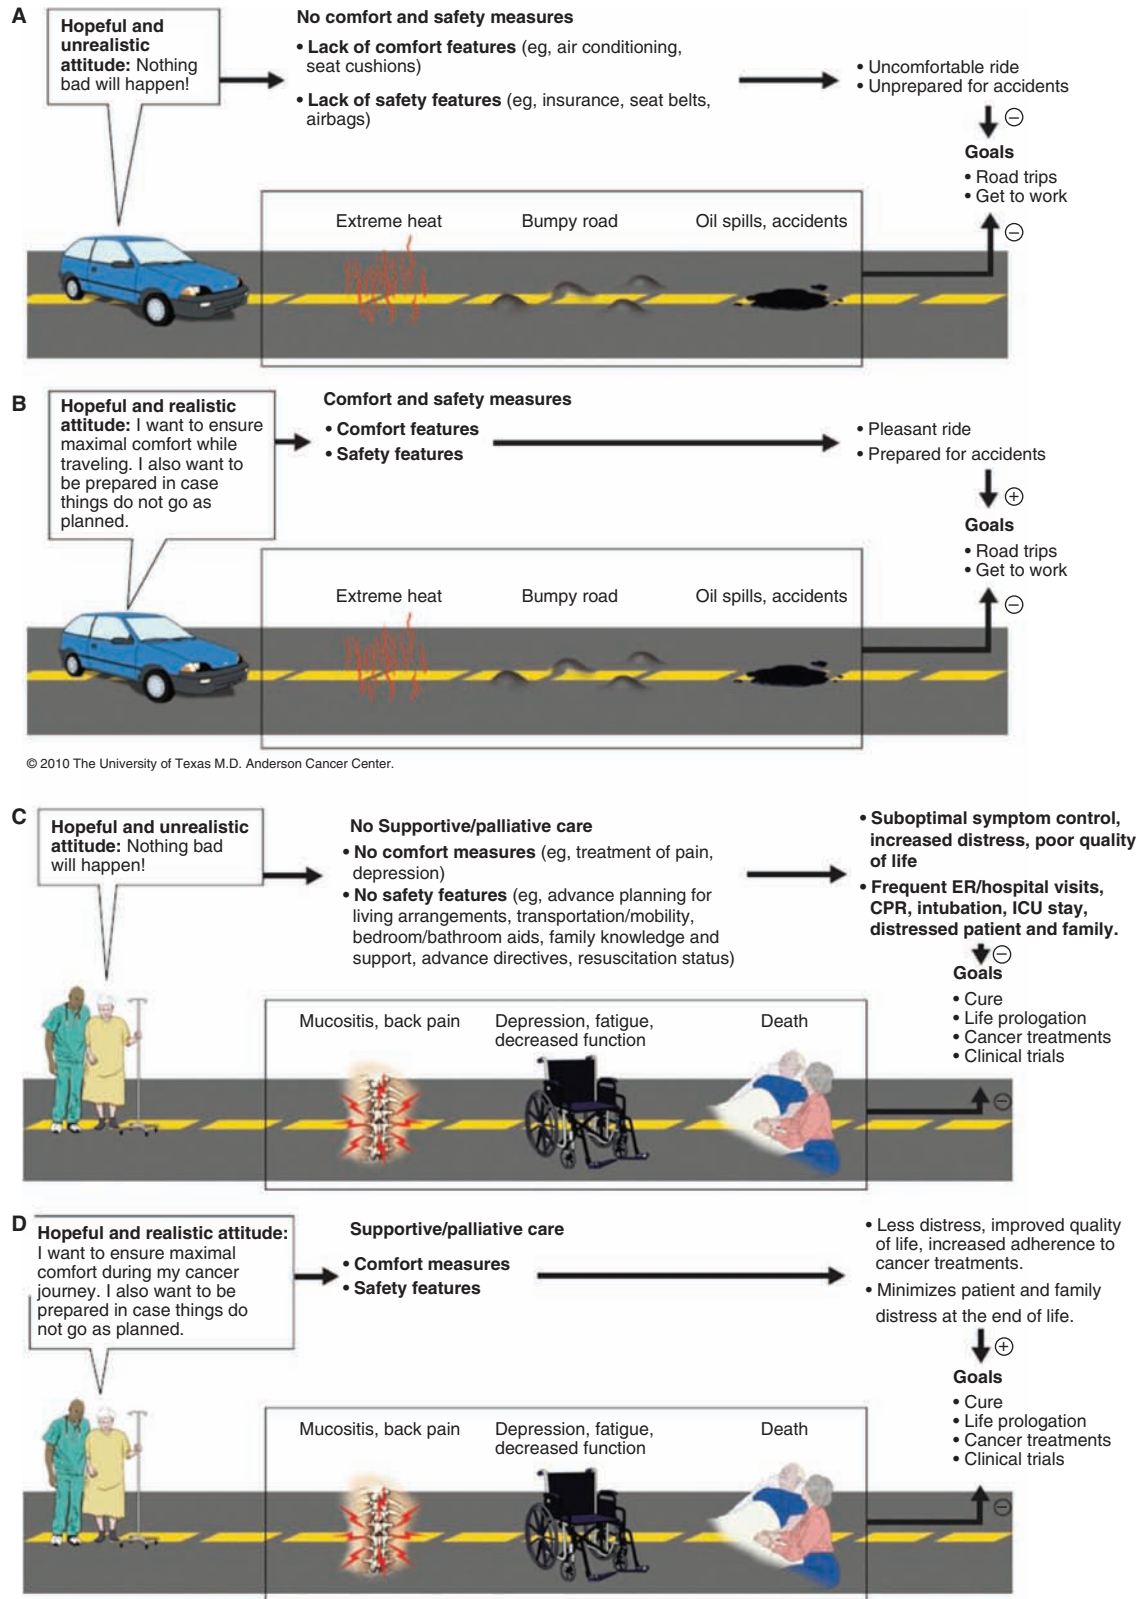 A
Hopeful and
unrealistic
attitude: Nothing
bad will happen!
No comfort and safety measures
• Lack of comfort features (eg, air conditioning,
seat cushions)
• Lack of safety features (eg, insurance, seat belts,
airbags)
• Uncomfortable ride
• Unprepared for accidents
−
Goals
• Road trips
• Get to work
−
Extreme heat
Bumpy road
Oil spills, accidents
B
Hopeful and realistic
attitude: I want to ensure
maximal comfort while
traveling. I also want to
be prepared in case
things do not go as
planned.
Comfort and safety measures
• Comfort features
• Safety features
• Pleasant ride
• Prepared for accidents
+
Goals
• Road trips
• Get to work
−
Extreme heat
Bumpy road
Oil spills, accidents
© 2010 The University of Texas M.D. Anderson Cancer Center.
C
Hopeful and unrealistic
attitude: Nothing bad
will happen!
No Supportive/palliative care
• No comfort measures (eg, treatment of pain,
depression)
• No safety features (eg, advance planning for
living arrangements, transportation/mobility,
bedroom/bathroom aids, family knowledge and
support, advance directives, resuscitation status)
• Suboptimal symptom control,
increased distress, poor quality
of life
• Frequent ER/hospital visits,
CPR, intubation, ICU stay,
distressed patient and family.
−
Goals
• Cure
• Life prologation
• Cancer treatments
• Clinical trials
−
Mucositis, back pain
Depression, fatigue,
decreased function
Death
D
Hopeful and realistic attitude:
I want to ensure maximal
comfort during my cancer
journey. I also want to be
prepared in case things do
not go as planned.
Supportive/palliative care
• Comfort measures
• Safety features
• Less distress, improved quality
of life, increased adherence to
cancer treatments.
• Minimizes patient and family
distress at the end of life.
+
Goals
• Cure
• Life prologation
• Cancer treatments
• Clinical trials
−
Mucositis, back pain
Depression, fatigue,
decreased function
Death